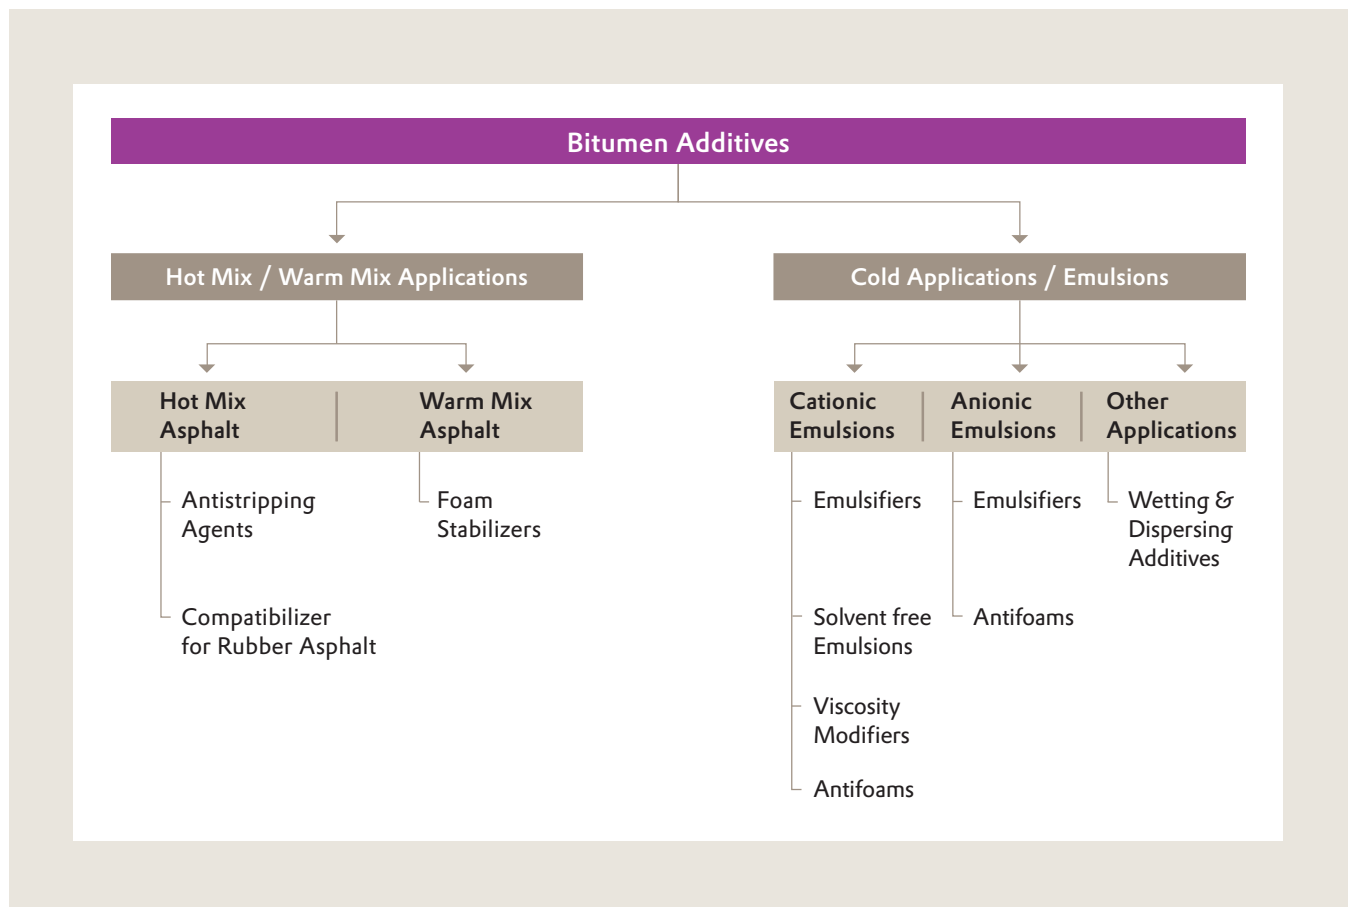 Bitumen Additives
Hot Mix / Warm Mix Applications
Cold Applications / Emulsions
Hot Mix
Asphalt
Warm Mix
Asphalt
Cationic
Emulsions
Anionic
Emulsions
Other
Applications
Antistripping
Agents
Compatibilizer
for Rubber Asphalt
Foam
Stabilizers
Emulsifiers
Solvent free
Emulsions
Viscosity
Modifiers
Antifoams
Emulsifiers
Antifoams
Wetting &
Dispersing
Additives